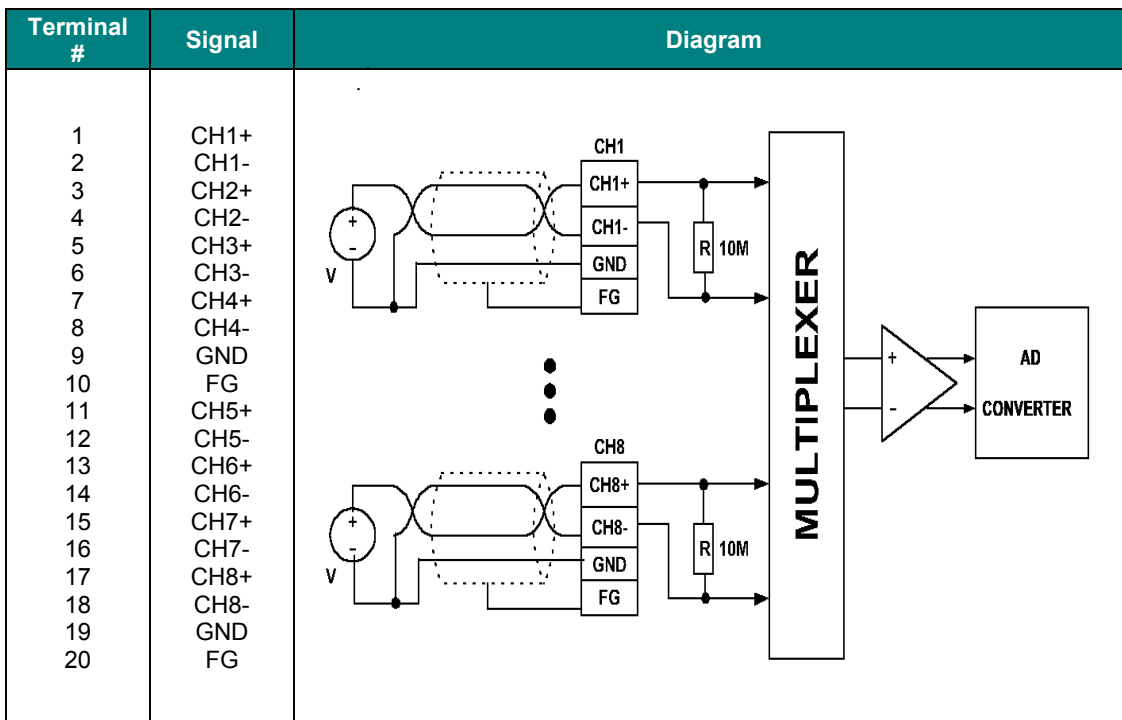 Terminal # Signal Diagram
1 CH1+
2 CH1-
3 CH2+
4 CH2-
5 CH3+
6 CH3-
7 CH4+
8 CH4-
9 GND
10 FG
11 CH5+
12 CH5-
13 CH6+
14 CH6-
15 CH7+
16 CH7-
17 CH8+
18 CH8-
19 GND
20 FG
CH1
CH1+
CH1-
GND
FG
+
-
V
R 10M
CH8
CH8+
CH8-
GND
FG
+
-
V
R 10M
MULTIPLEXER
+
-
AD
CONVERTER